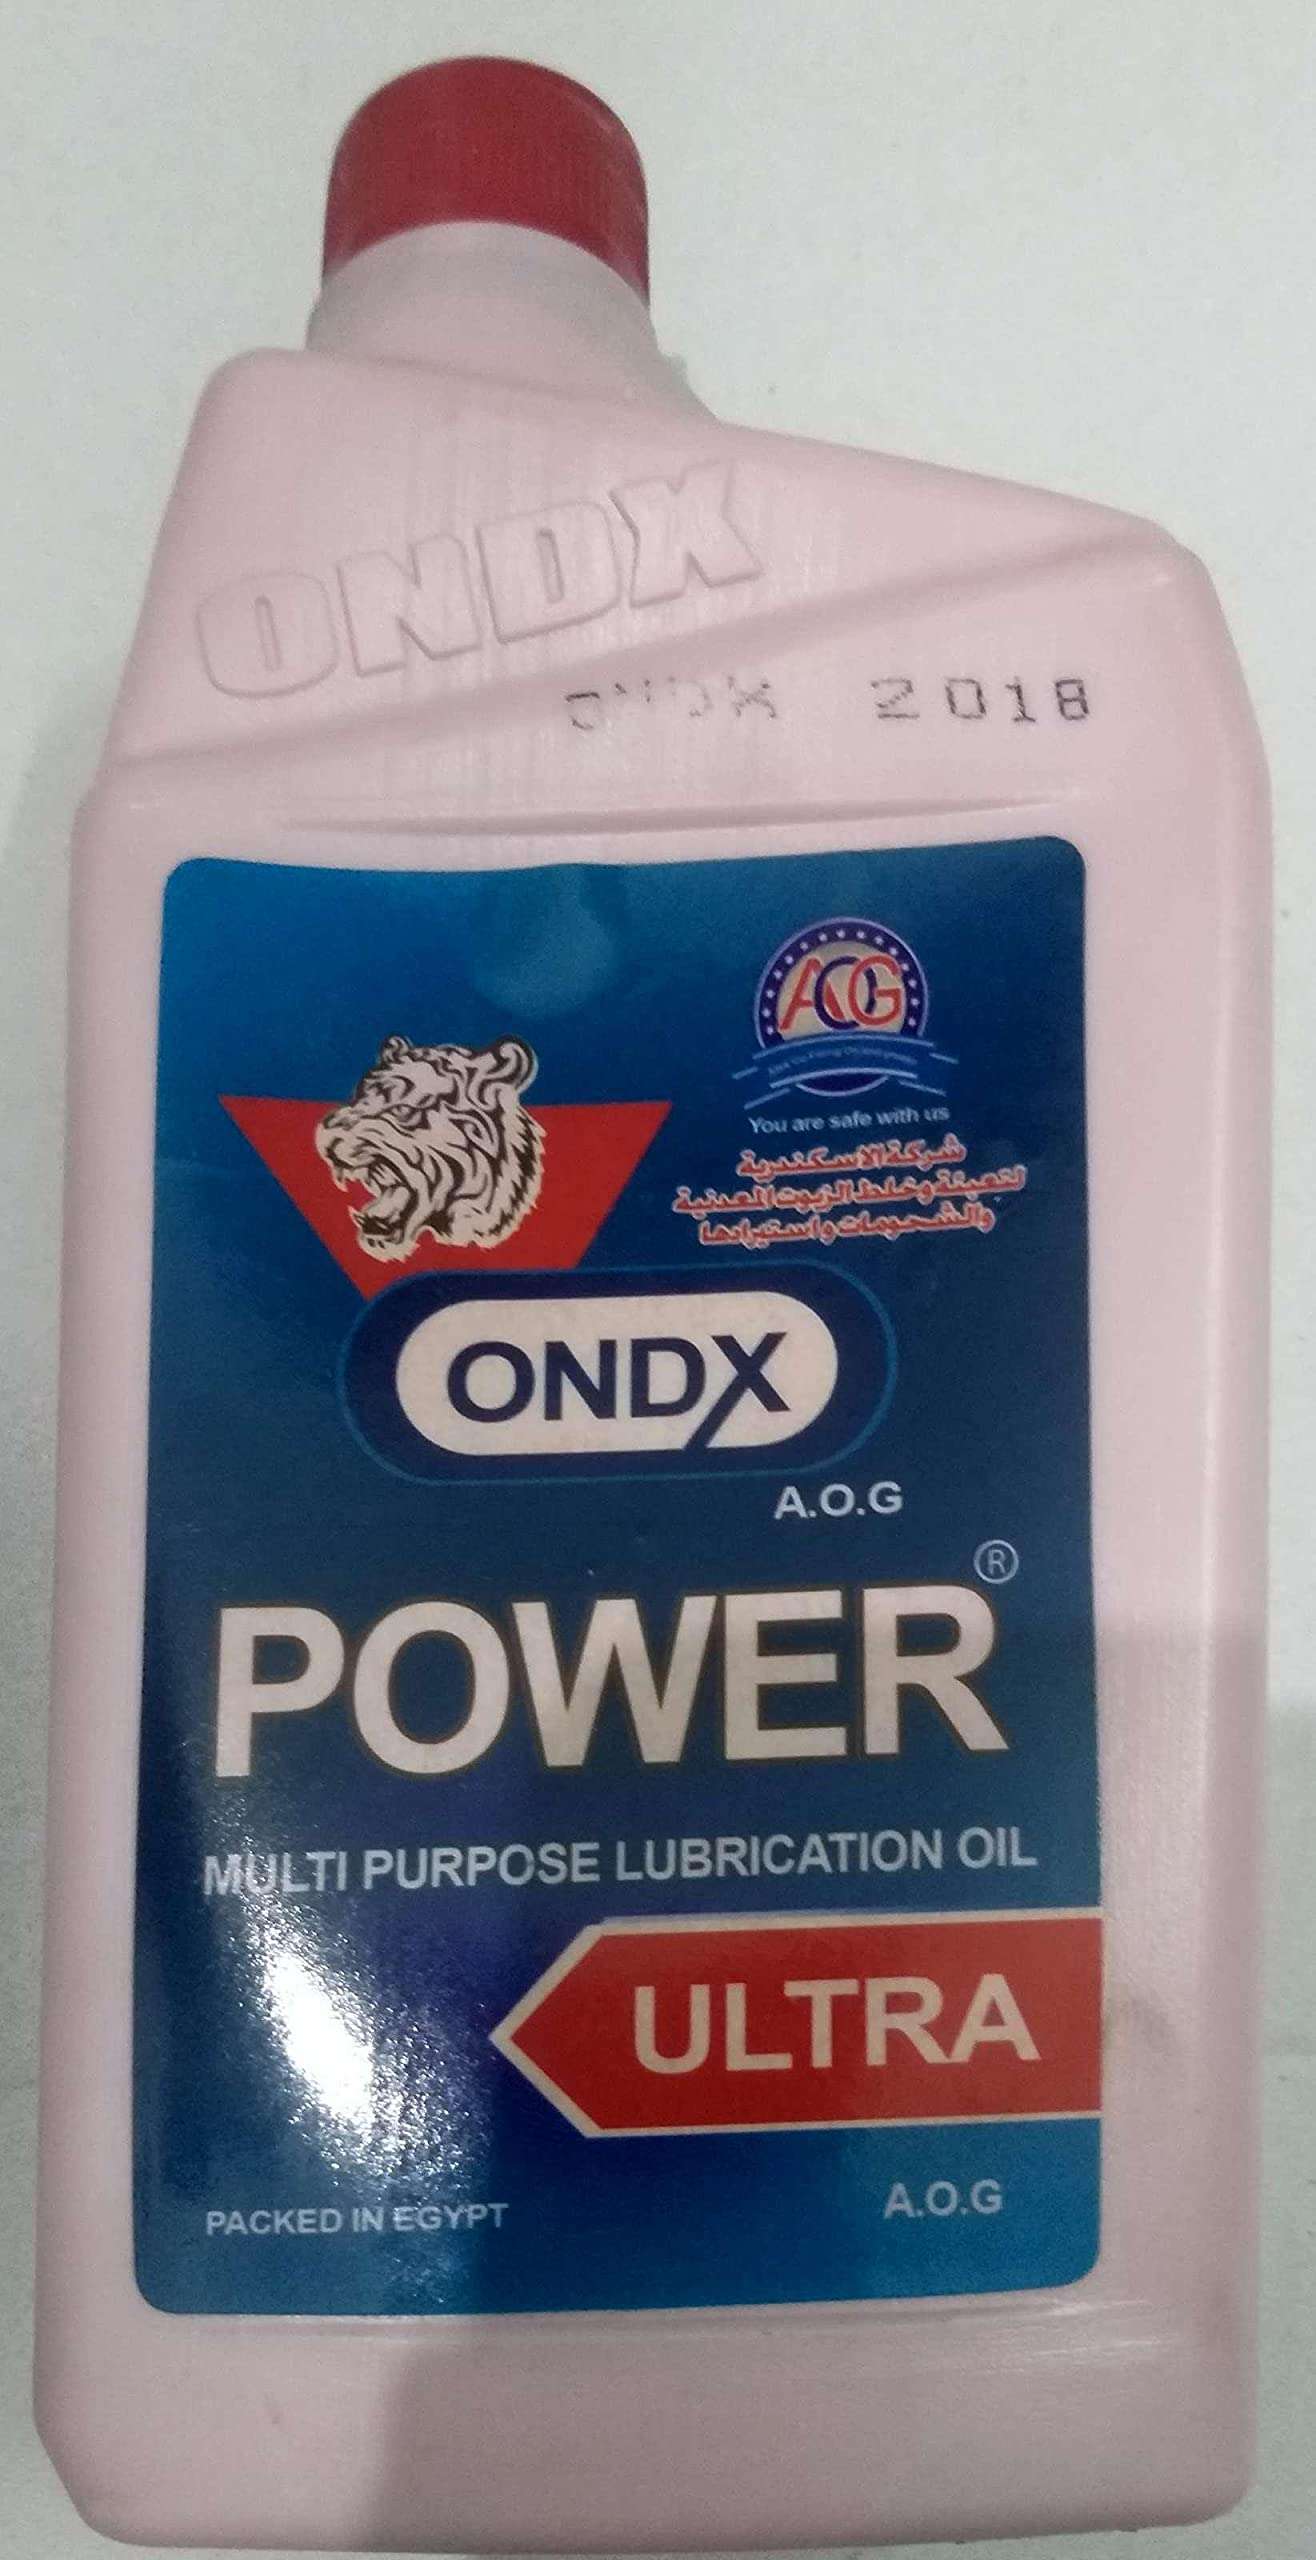 ONDX
ONDX 2018
AOG
You are safe with us
شركة الاسكندرية
لتعبئة وخلط الزيوت المعدنية
والشحومات واستيرادها
ONDX
A.O.G
POWER®
MULTI PURPOSE LUBRICATION OIL
ULTRA
PACKED IN EGYPT
A.O.G